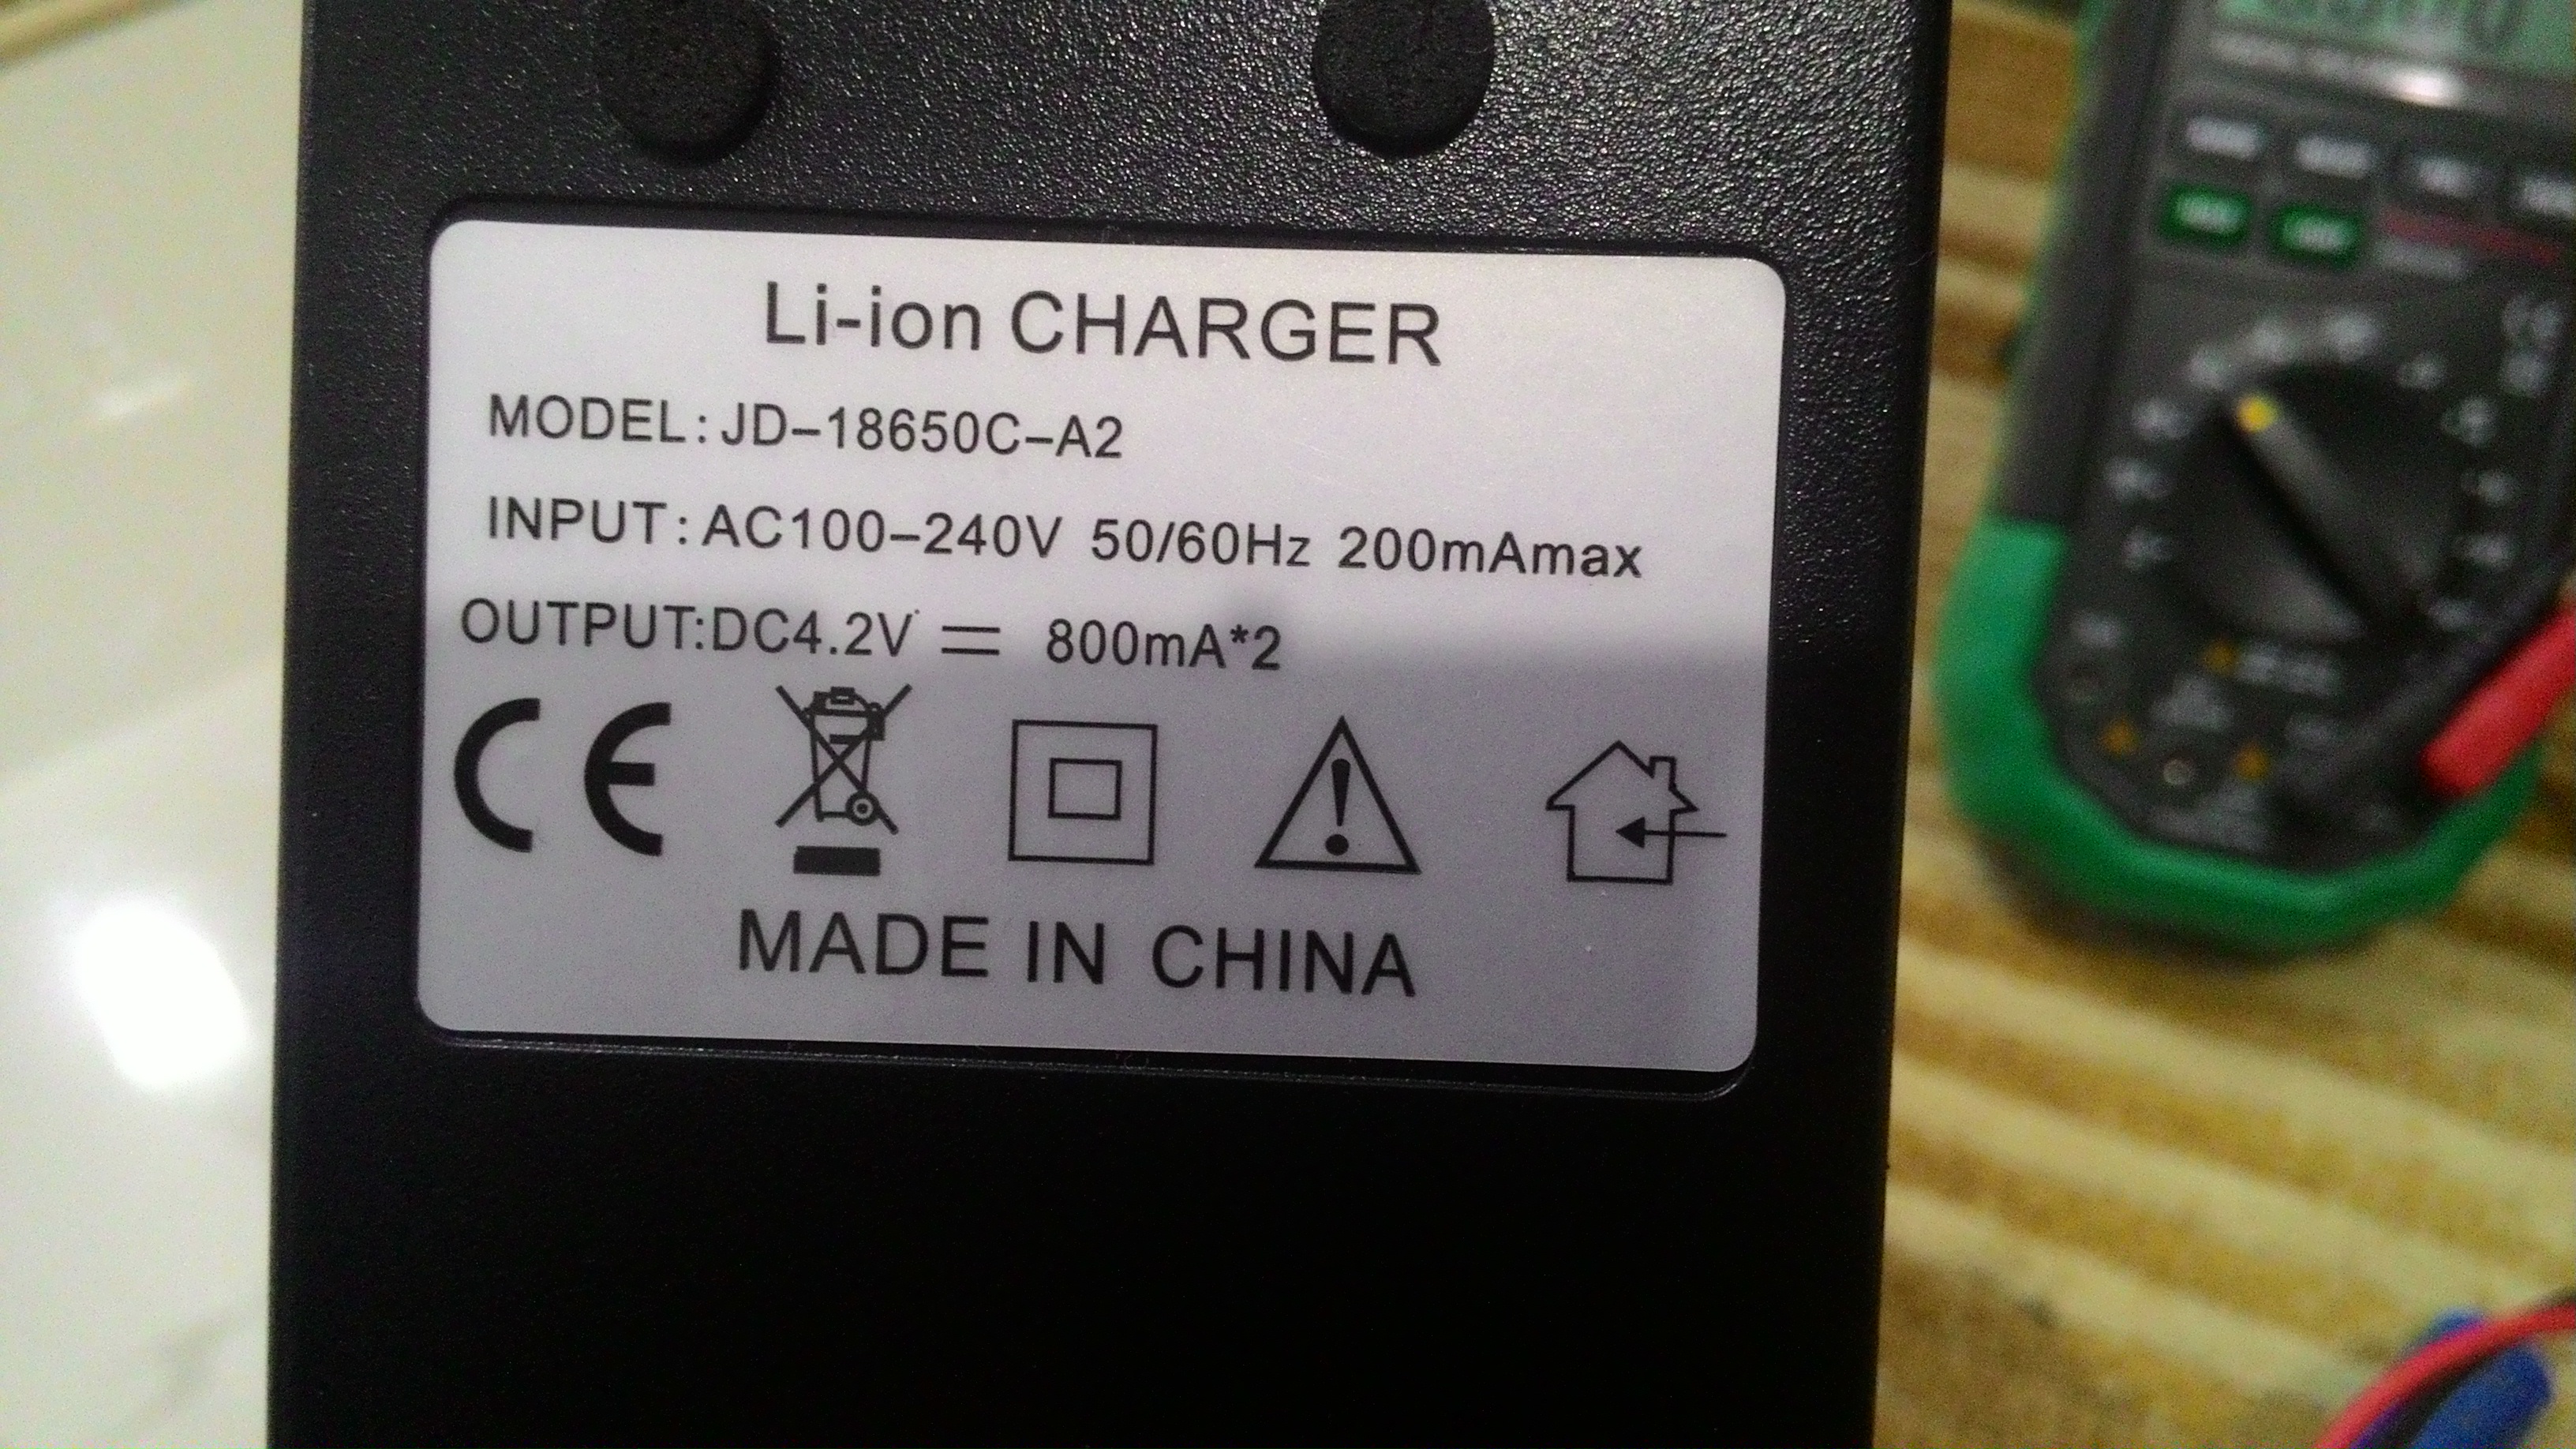 Li-ion CHARGER
MODEL: JD-18650C-A2
INPUT: AC100-240V 50/60Hz 200mAmax
OUTPUT:DC4.2V ⎓ 800mA*2
CE
MADE IN CHINA